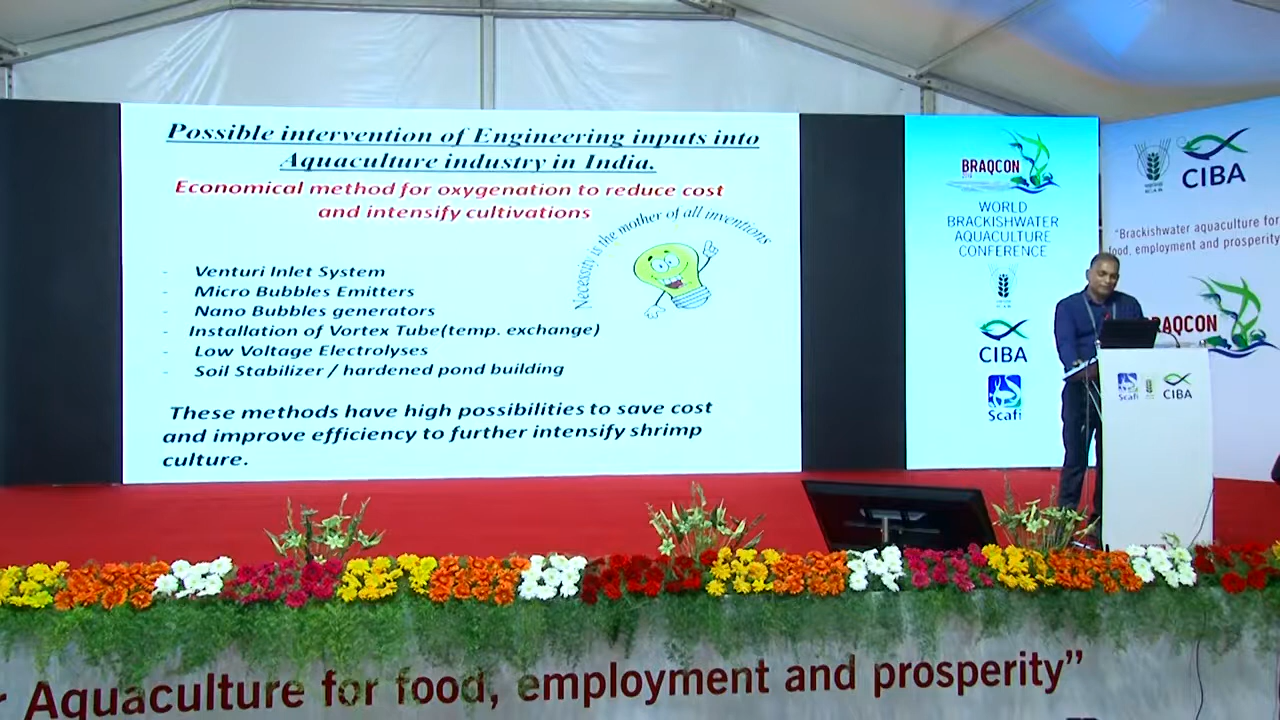 Possible intervention of Engineering inputs into
Aquaculture industry in India.
Economical method for oxygenation to reduce cost
and intensify cultivations
Necessity is the mother of all inventions
- Venturi Inlet System
- Micro Bubbles Emitters
- Nano Bubbles generators
- Installation of Vortex Tube(temp. exchange)
- Low Voltage Electrolyses
- Soil Stabilizer / hardened pond building
These methods have high possibilities to save cost
and improve efficiency to further intensify shrimp
culture.
BRAQCON
WORLD
BRACKISHWATER
AQUACULTURE
CONFERENCE
CIBA
Scafi
CIBA
"Brackishwater aquaculture for
food, employment and prosperity
BRAQCON
Scafi
CIBA
Aquaculture for food, employment and prosperity”